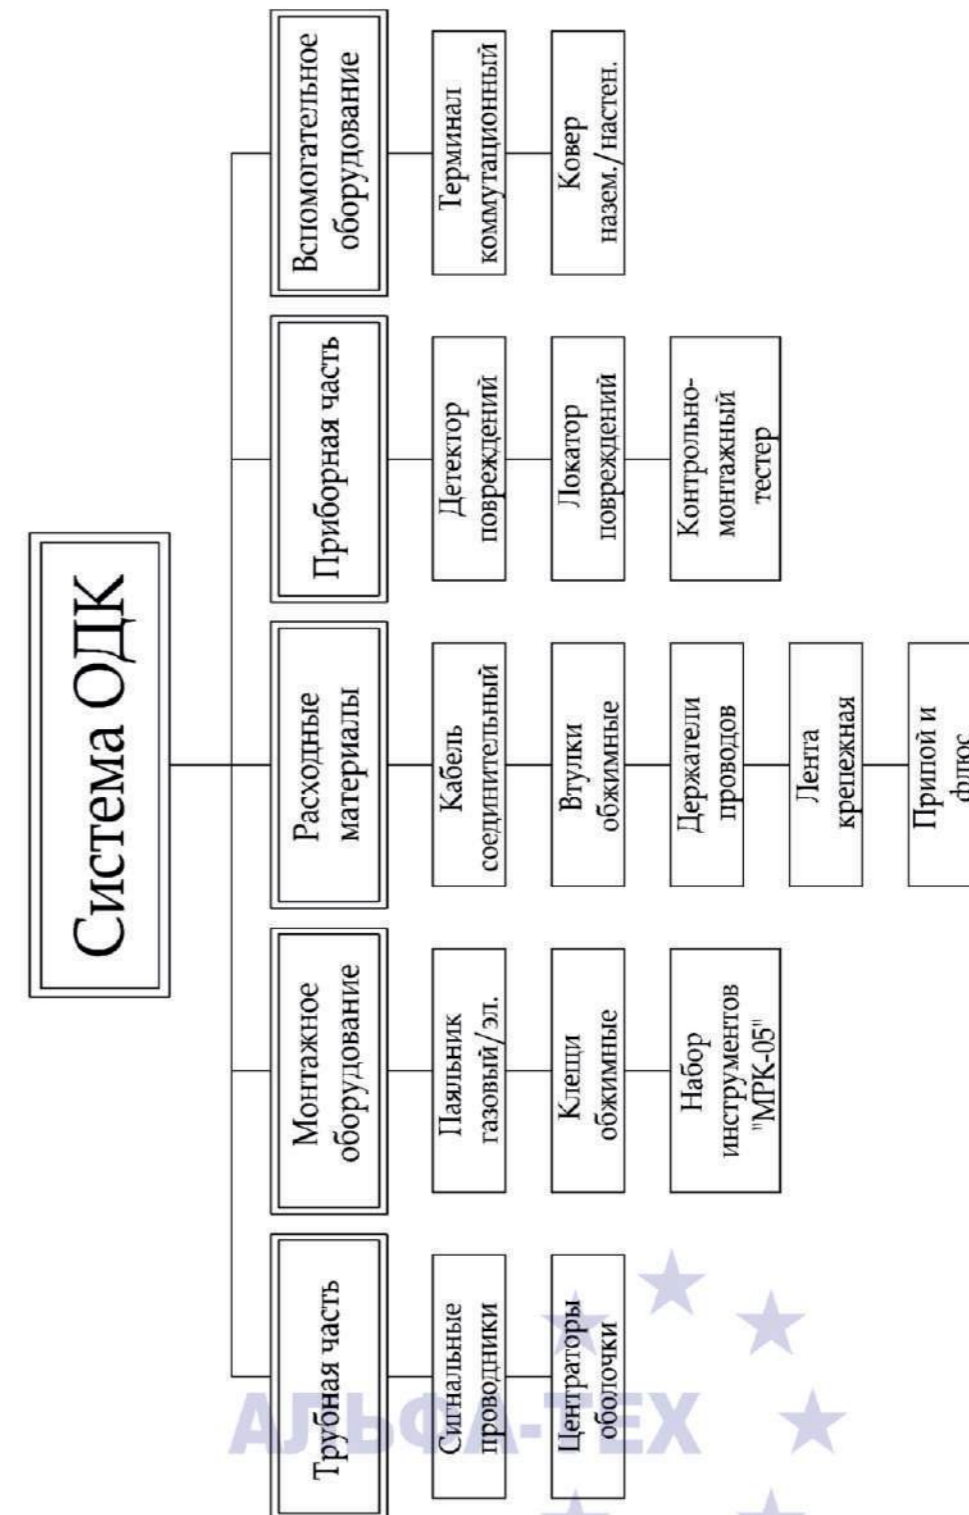 Система ОДК
Трубная часть
Сигнальные
проводники
Центраторы
оболочки
Монтажное
оборудование
Паяльник
газовый/эл.
Клещи
обжимные
Набор
инструментов
"МРК-05"
Расходные
материалы
Кабель
соединительный
Втулки
обжимные
Держатели
проводов
Лента
крепежная
Припой и
флюс
Приборная часть
Детектор
повреждений
Локатор
повреждений
Контрольно-
монтажный
тестер
Вспомогательное
оборудование
Терминал
коммутационный
Ковер
назем./настен.
АЛЬФА-ТЕХ